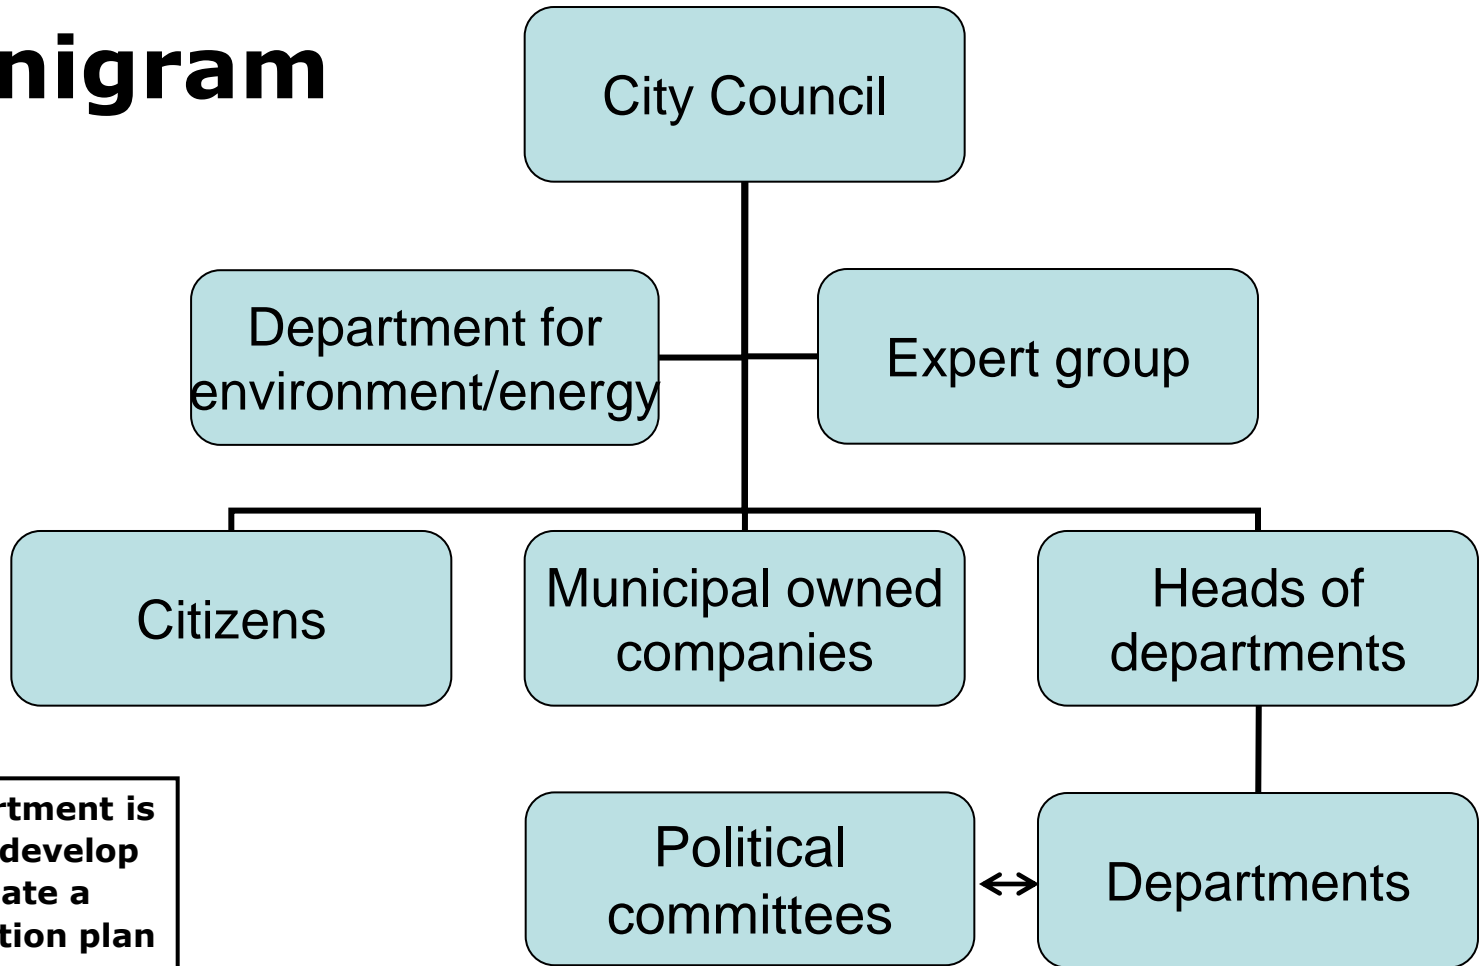 nigram
City Council
Department for
environment/energy
Expert group
Citizens
Municipal owned
companies
Heads of
departments
rtment is
develop
ate a
tion plan
Political
committees
Departments